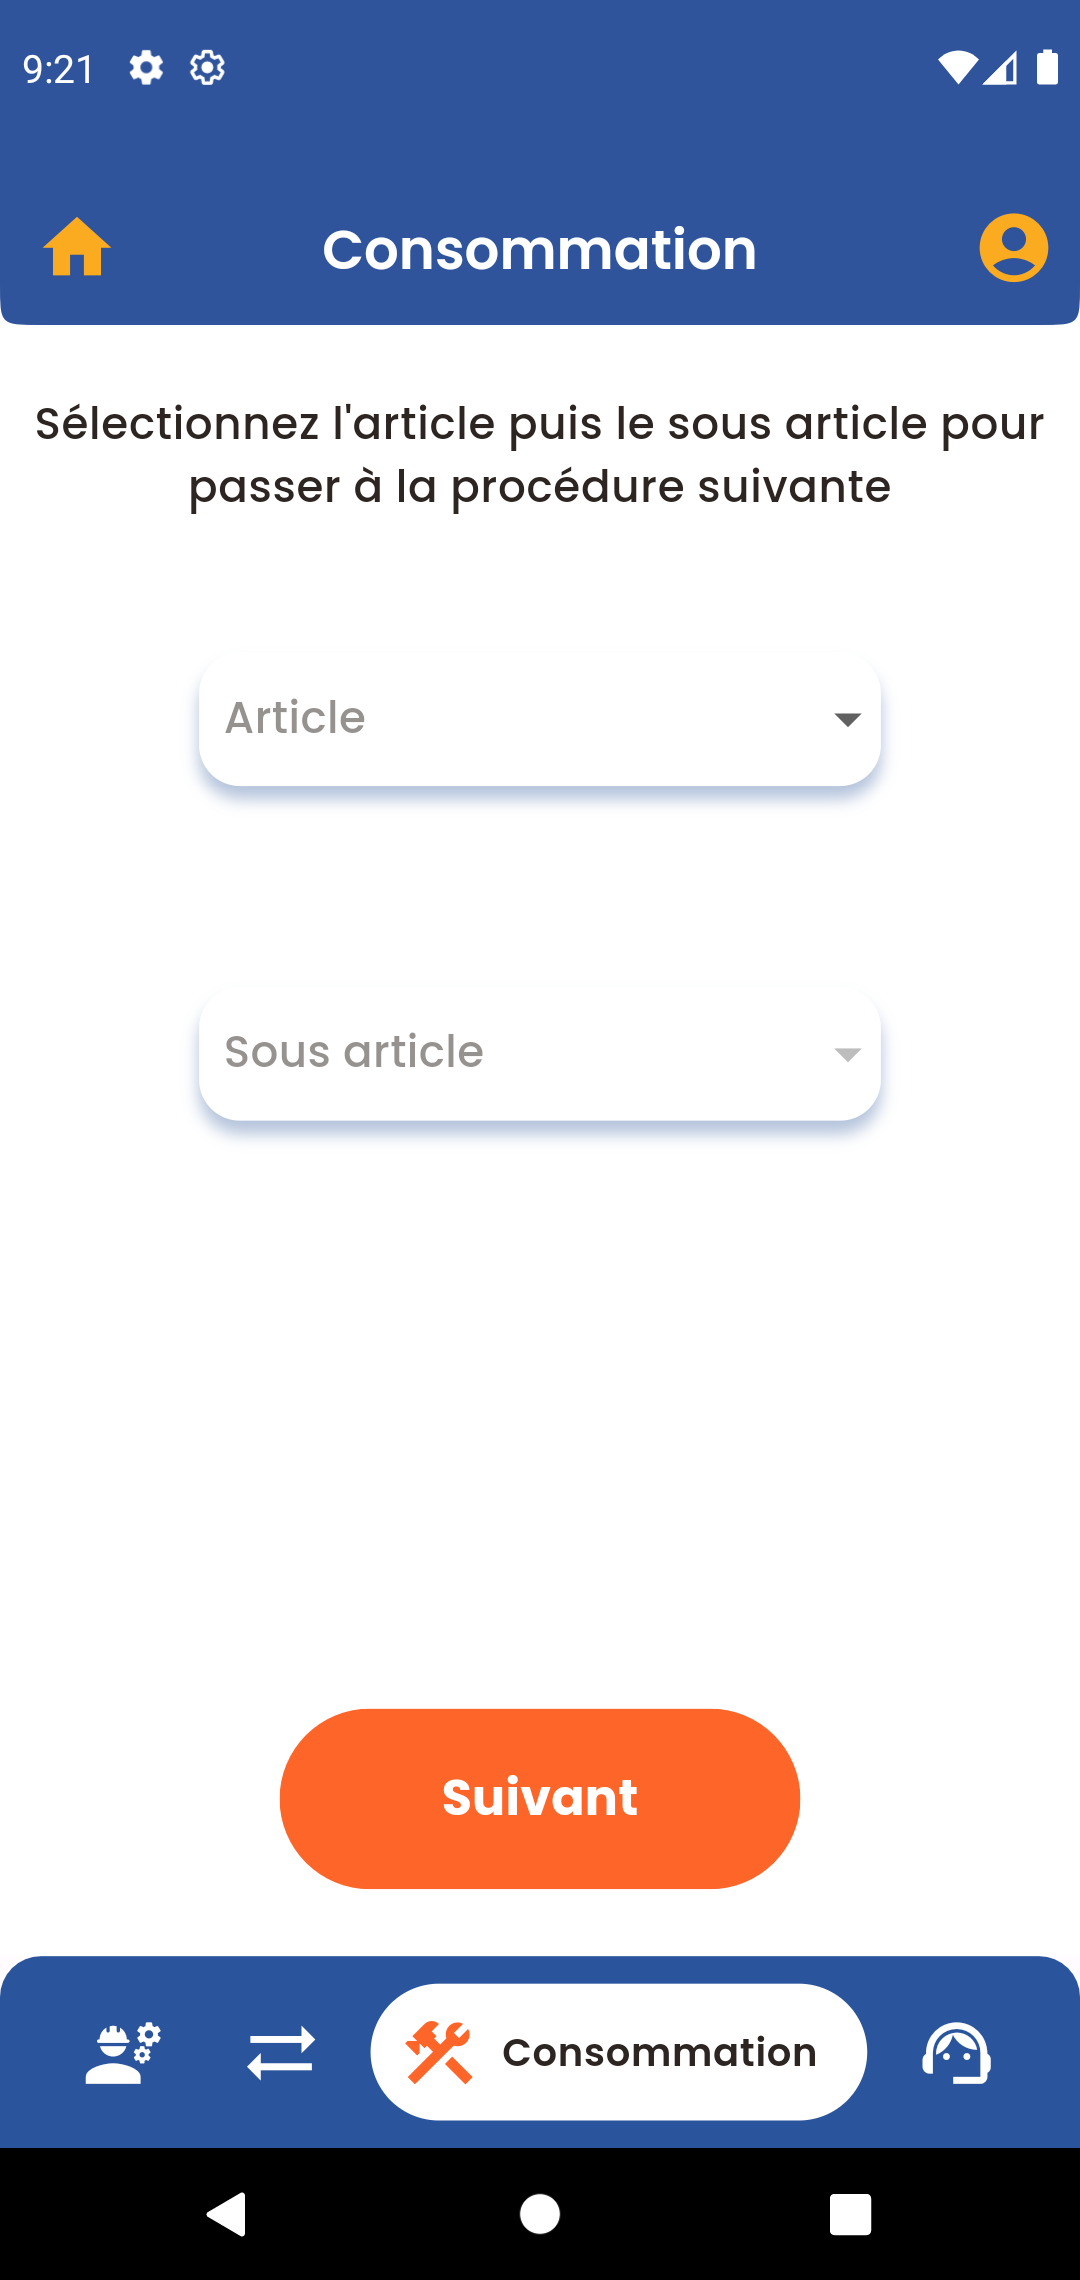 9:21
Consommation
Sélectionnez l'article puis le sous article pour
passer à la procédure suivante
Article
Sous article
Suivant
Consommation